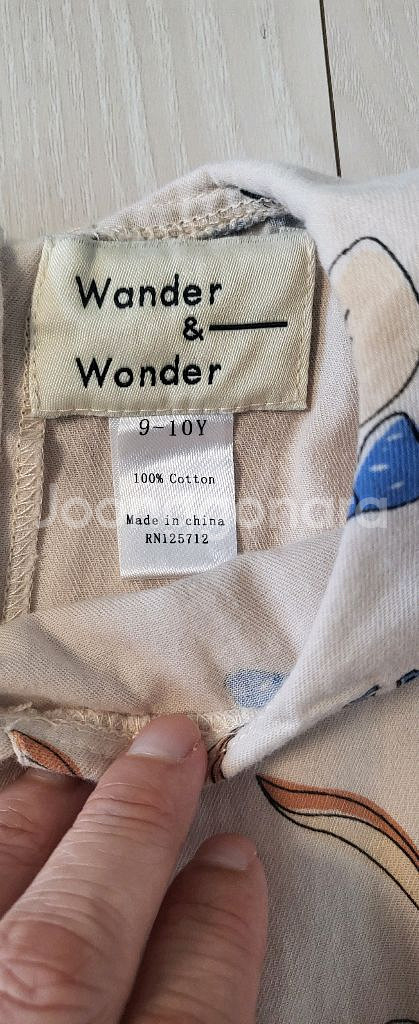 Wander
&
Wonder
9-10Y
100% Cotton
Made in china
RN125712